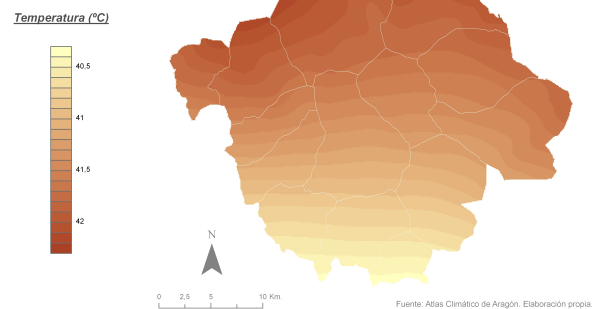 Temperatura (ºC)
40,5
41
41,5
42
N
0 2,5 5 10 Km.
Fuente: Atlas Climático de Aragón. Elaboración propia.